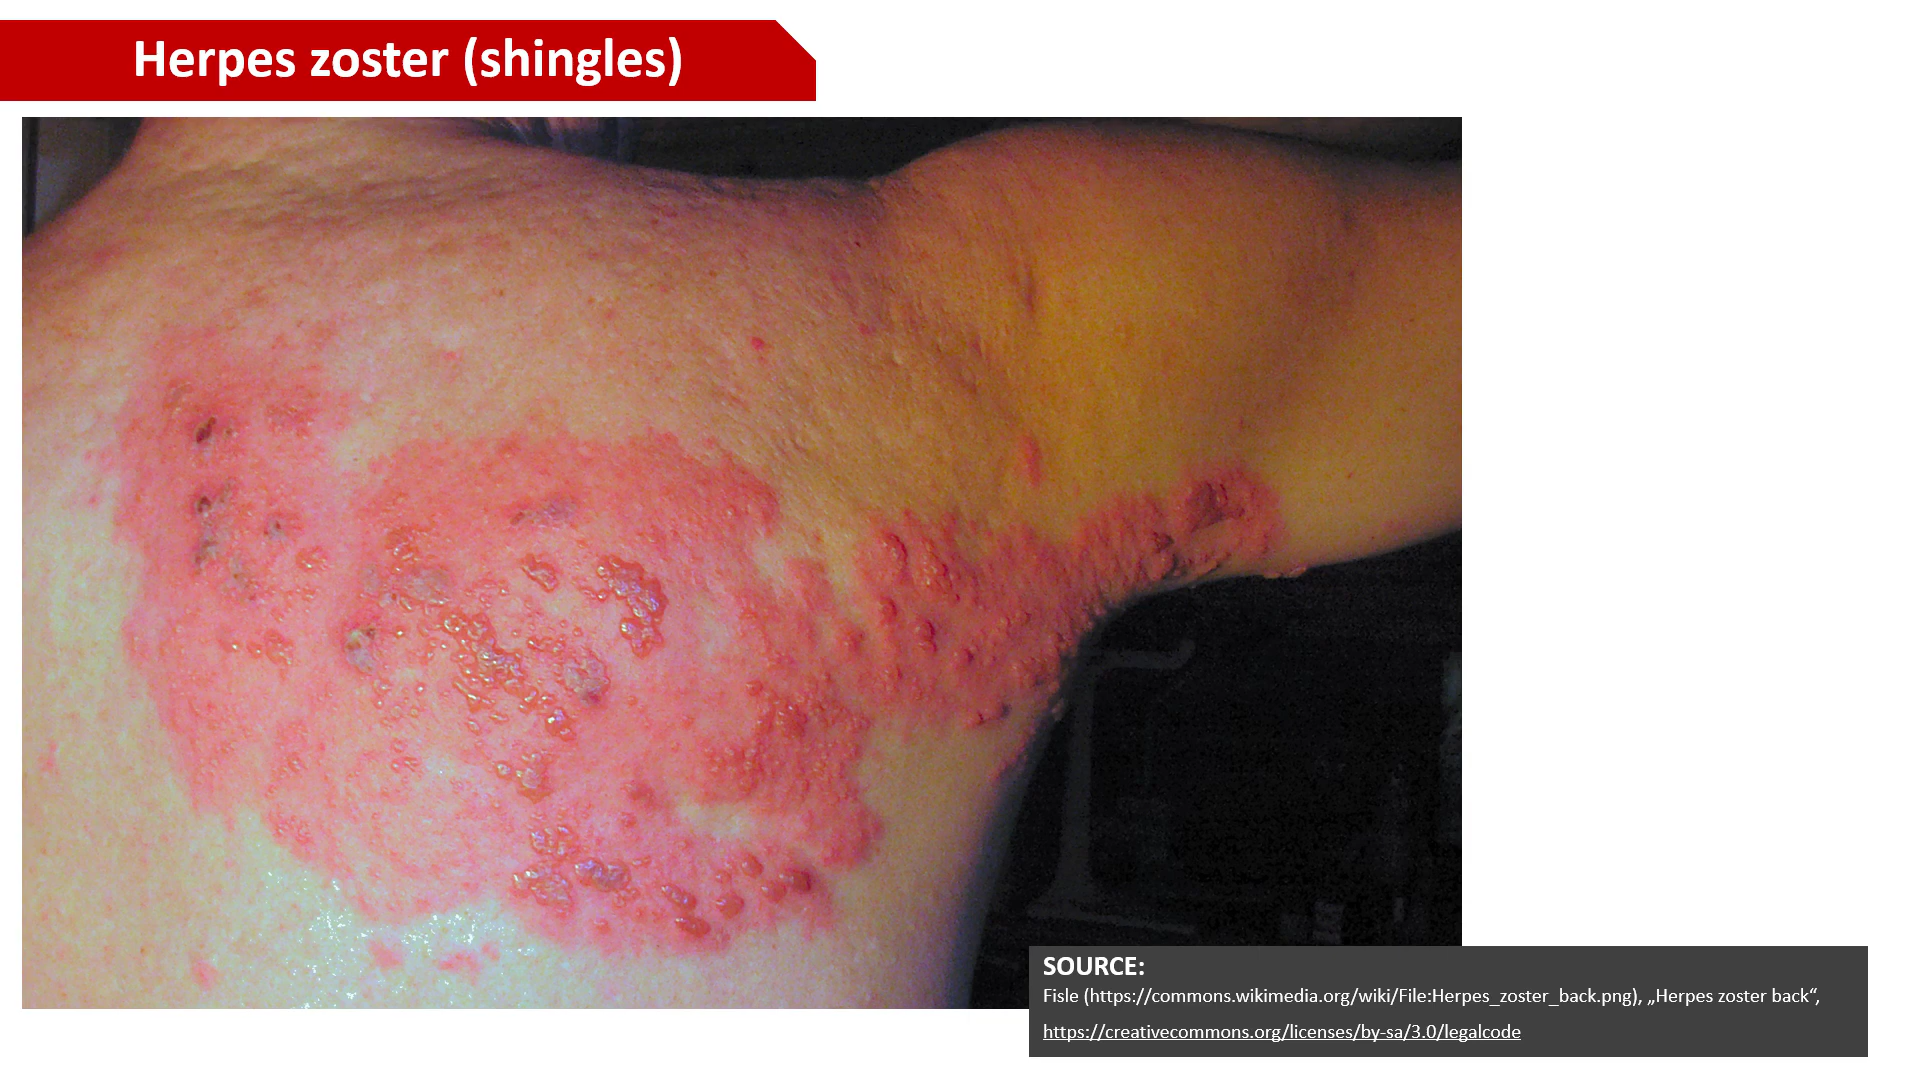 Herpes zoster (shingles)
SOURCE:
Fisle (https://commons.wikimedia.org/wiki/File:Herpes_zoster_back.png), „Herpes zoster back“,
https://creativecommons.org/licenses/by-sa/3.0/legalcode